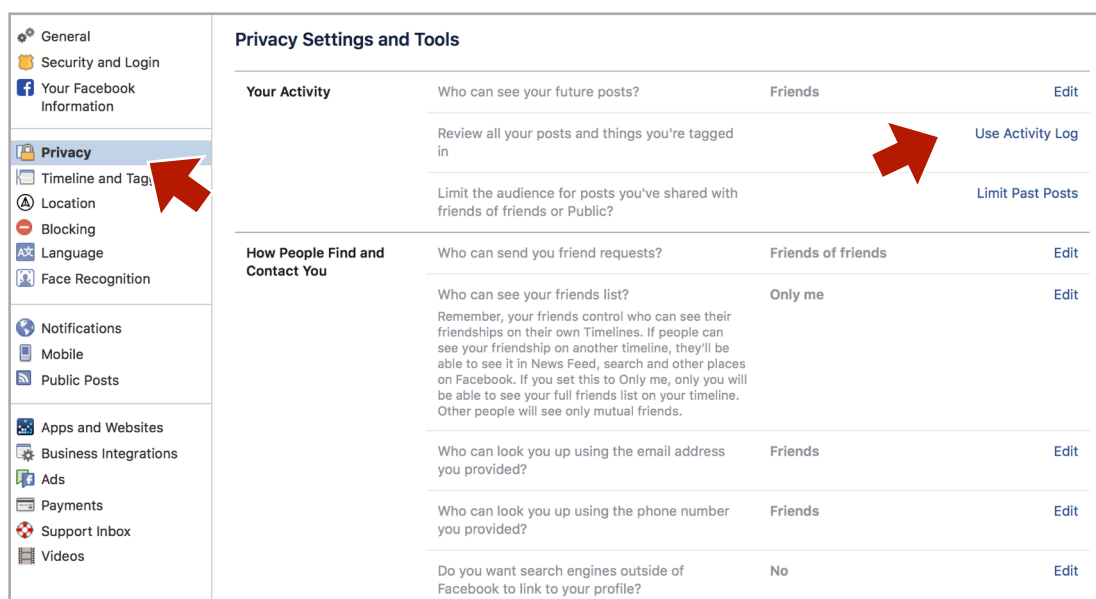 General
Security and Login
Your Facebook
Information
Privacy
Timeline and
Location
Blocking
Language
Face Recognition
Notifications
Mobile
Public Posts
Apps and Websites
Business Integrations
Ads
Payments
Support Inbox
Videos
Privacy Settings and Tools
Your Activity
Who can see your future posts?
Friends
Edit
Review all your posts and things you're tagged
in
Use Activity Log
Limit the audience for posts you've shared with
friends of friends or Public?
Limit Past Posts
How People Find and
Contact You
Who can send you friend requests?
Friends of friends
Edit
Who can see your friends list?
Only me
Edit
Remember, your friends control who can see their
friendships on their own Timelines. If people can
see your friendship on another timeline, they'll be
able to see it in News Feed, search and other places
on Facebook. If you set this to Only me, only you will
be able to see your full friends list on your timeline.
Other people will see only mutual friends.
Who can look you up using the email address
you provided?
Friends
Edit
Who can look you up using the phone number
you provided?
Friends
Edit
Do you want search engines outside of
Facebook to link to your profile?
No
Edit